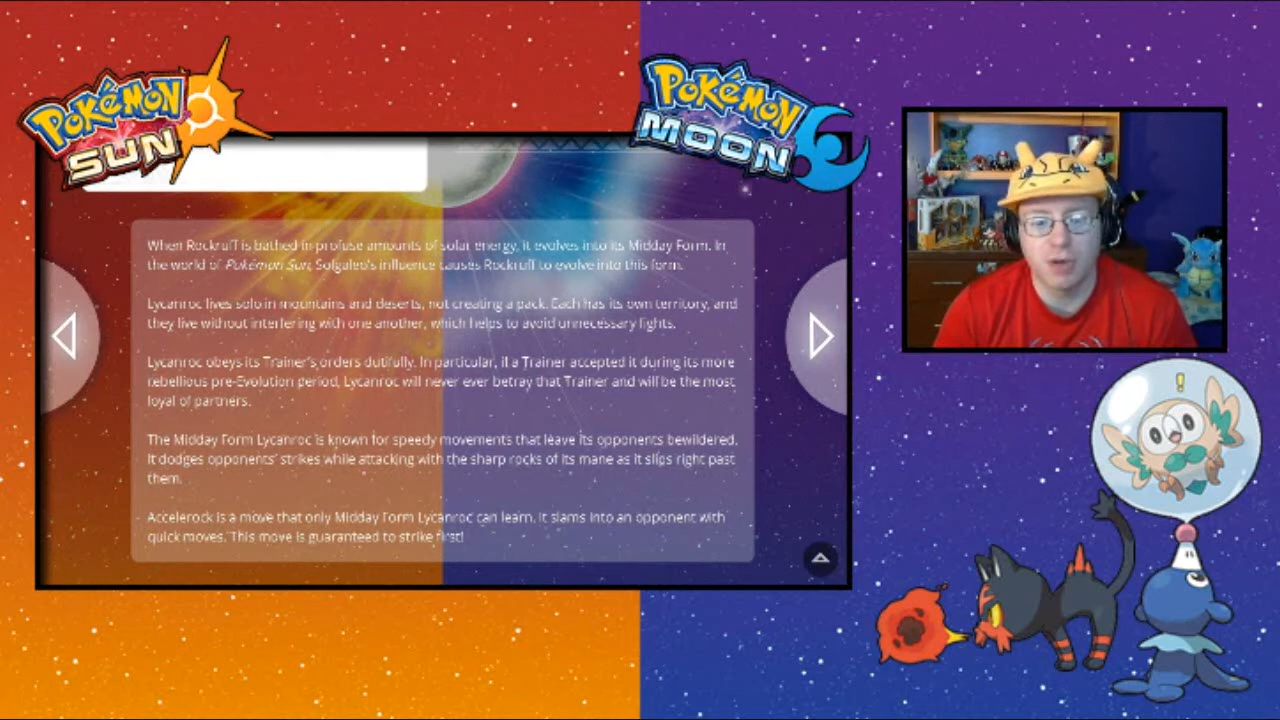 POKéMON
SUN
POKéMON
MOON
When Rockruff is bathed in profuse amounts of solar energy, it evolves into its Midday Form. In
the world of Pokémon Sun, Solgaleo's influence causes Rockruff to evolve into this form.
Lycanroc lives solo in mountains and deserts, not creating a pack. Each has its own territory, and
they live without interfering with one another, which helps to avoid unnecessary fights.
Lycanroc obeys its Trainer's orders dutifully. In particular, if a Trainer accepted it during its more
rebellious pre-Evolution period, Lycanroc will never ever betray that Trainer and will be the most
loyal of partners.
The Midday Form Lycanroc is known for speedy movements that leave its opponents bewildered.
It dodges opponents' strikes while attacking with the sharp rocks of its mane as it slips right past
them.
Accelerock is a move that only Midday Form Lycanroc can learn. It slams into an opponent with
quick moves. This move is guaranteed to strike first!
!